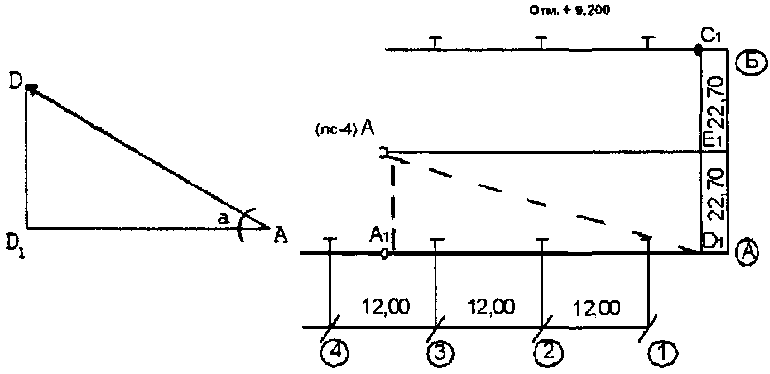 Отм. + 9,200
C1
Б
22,70
D
(пс-4) A
E1
22,70
a
A
D1
A1
D1
А
12,00
12,00
12,00
4
3
2
1